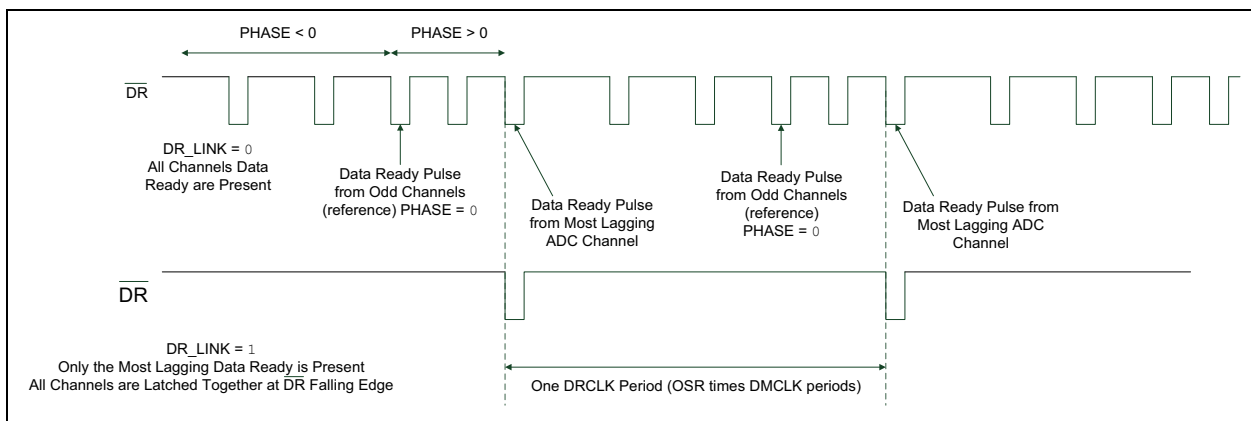 PHASE < 0
PHASE > 0
DR
DR_LINK = 0
All Channels Data
Ready are Present
Data Ready Pulse
from Odd Channels
(reference) PHASE = 0
Data Ready Pulse
from Most Lagging
ADC Channel
Data Ready Pulse
from Odd Channels
(reference)
PHASE = 0
Data Ready Pulse from
Most Lagging ADC
Channel
DR
DR_LINK = 1
Only the Most Lagging Data Ready is Present
All Channels are Latched Together at DR Falling Edge
One DRCLK Period (OSR times DMCLK periods)